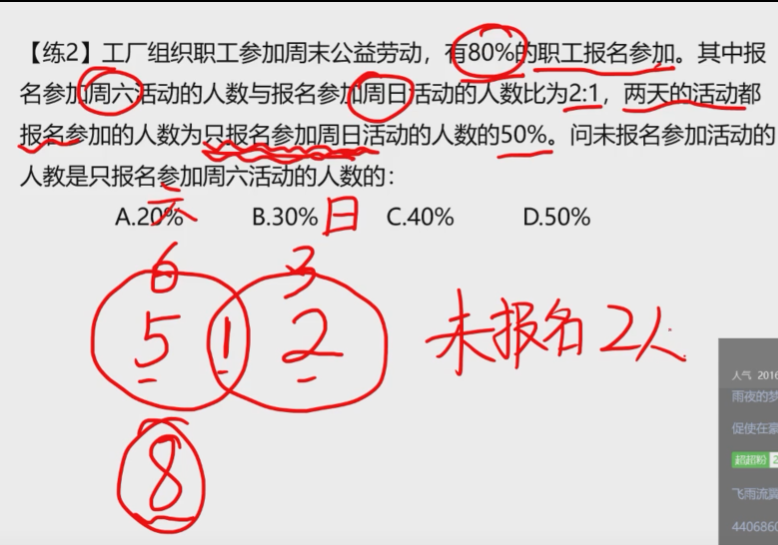 【练2】工厂组织职工参加周末公益劳动，有80%的职工报名参加。其中报
名参加周六活动的人数与报名参加周日活动的人数比为2:1，两天的活动都
报名参加的人数为只报名参加周日活动的人数的50%。问未报名参加活动的
人教是只报名参加周六活动的人数的：
A.20% B.30% C.40% D.50%
六 日
6 3
5 1 2 未报名2人
8
人气 2016
雨夜的梦
促使在豪
超超粉 2
飞雨流翼
4406860